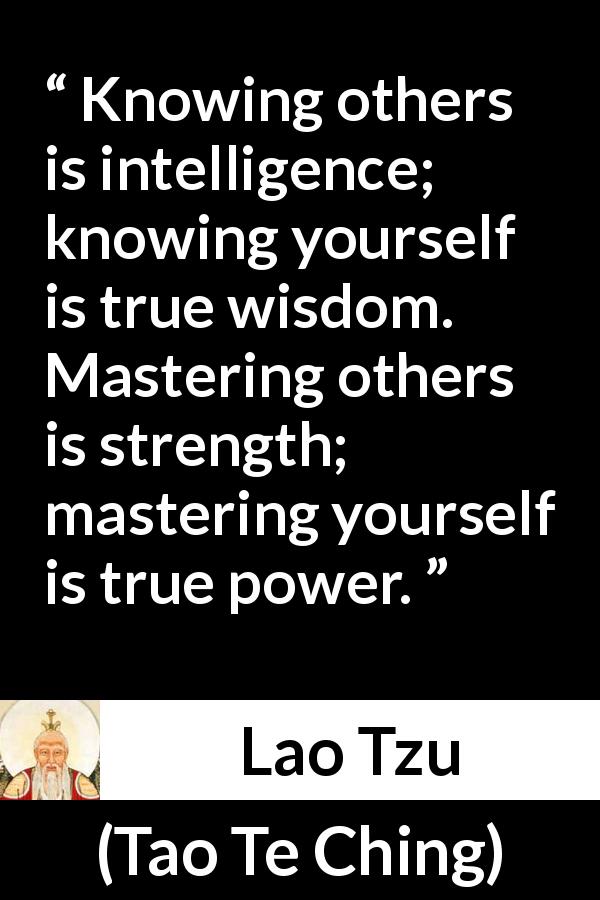 “ Knowing others
is intelligence;
knowing yourself
is true wisdom.
Mastering others
is strength;
mastering yourself
is true power. ”
Lao Tzu
(Tao Te Ching)